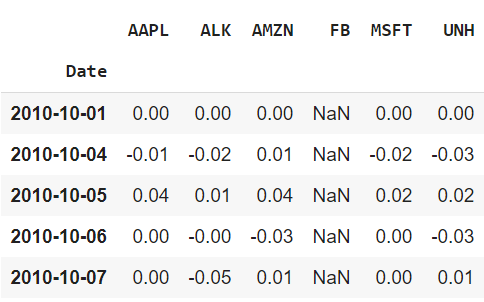 AAPL ALK AMZN FB MSFT UNH
Date
2010-10-01 0.00 0.00 0.00 NaN 0.00 0.00
2010-10-04 -0.01 -0.02 0.01 NaN -0.02 -0.03
2010-10-05 0.04 0.01 0.04 NaN 0.02 0.02
2010-10-06 0.00 -0.00 -0.03 NaN 0.00 -0.03
2010-10-07 0.00 -0.05 0.01 NaN 0.00 0.01